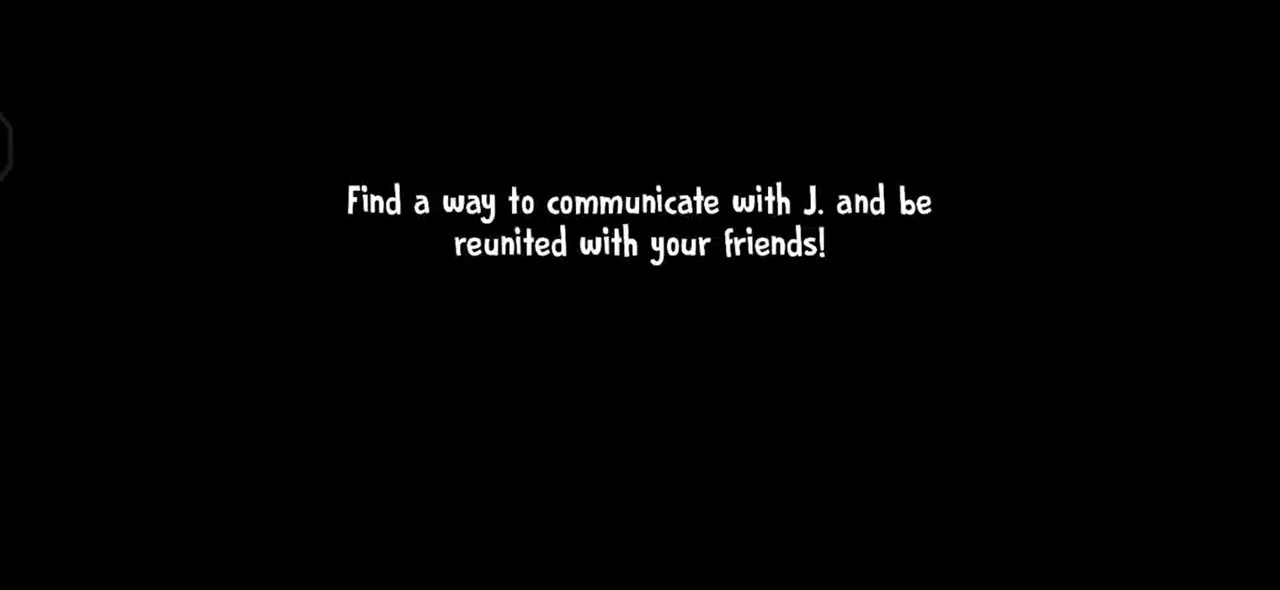 Find a way to communicate with J. and be
reunited with your friends!